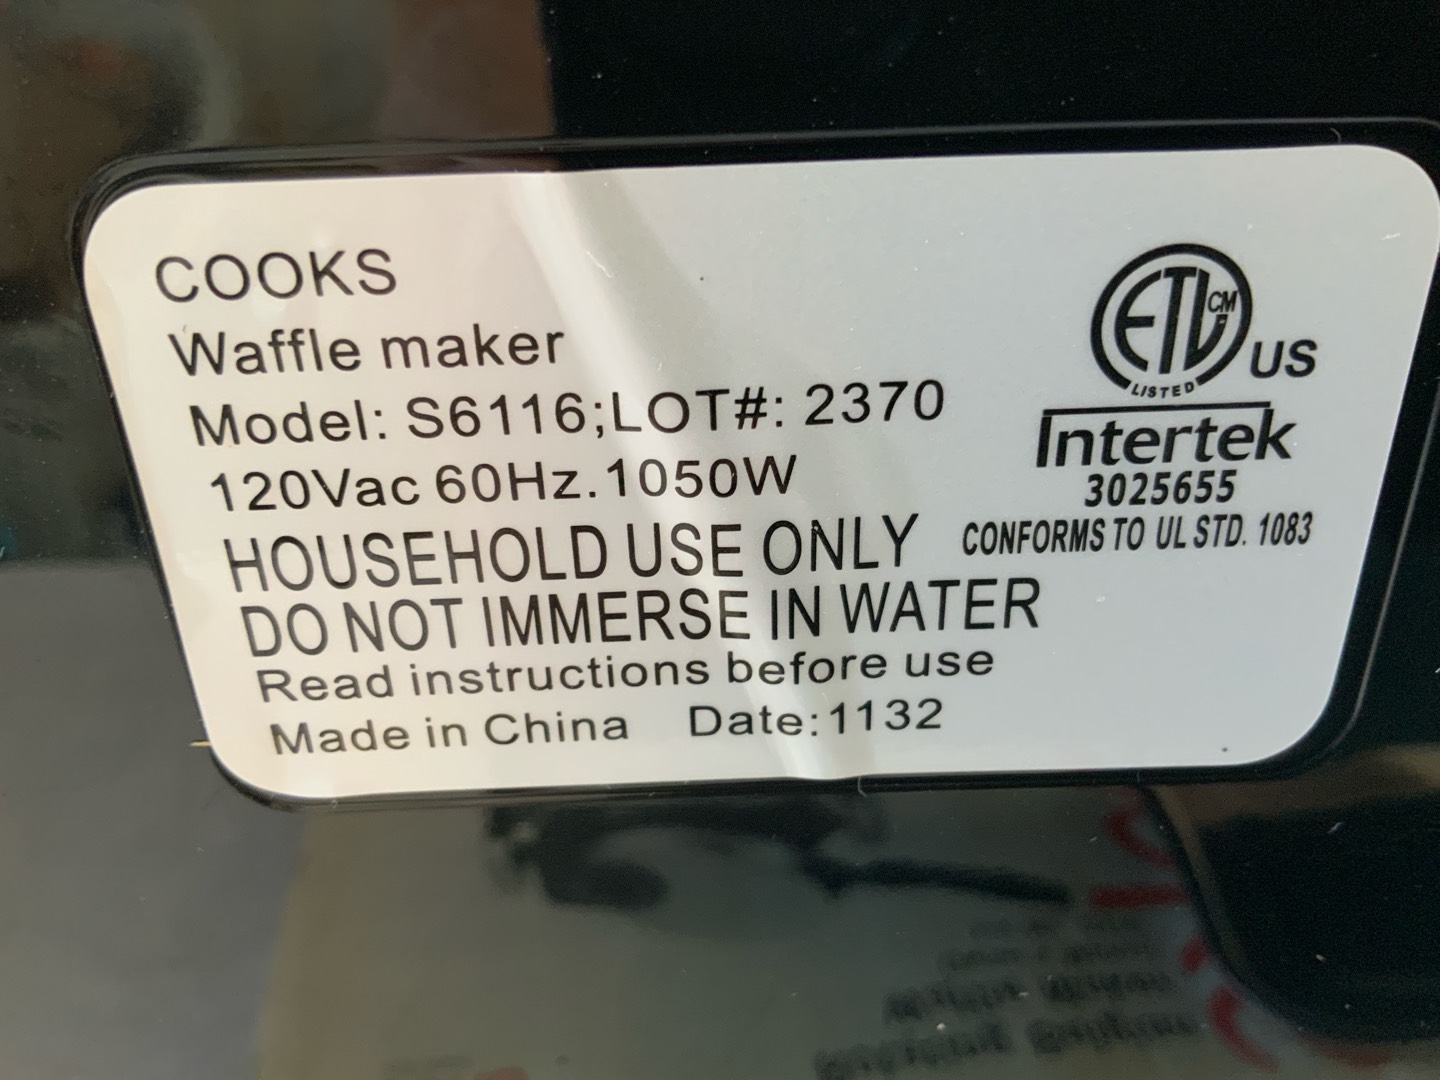 COOKS
Waffle maker
Model: S6116;LOT#: 2370
120Vac 60Hz.1050W
HOUSEHOLD USE ONLY
DO NOT IMMERSE IN WATER
Read instructions before use
Made in China Date:1132
ETL CM
LISTED
US
Intertek
3025655
CONFORMS TO UL STD. 1083